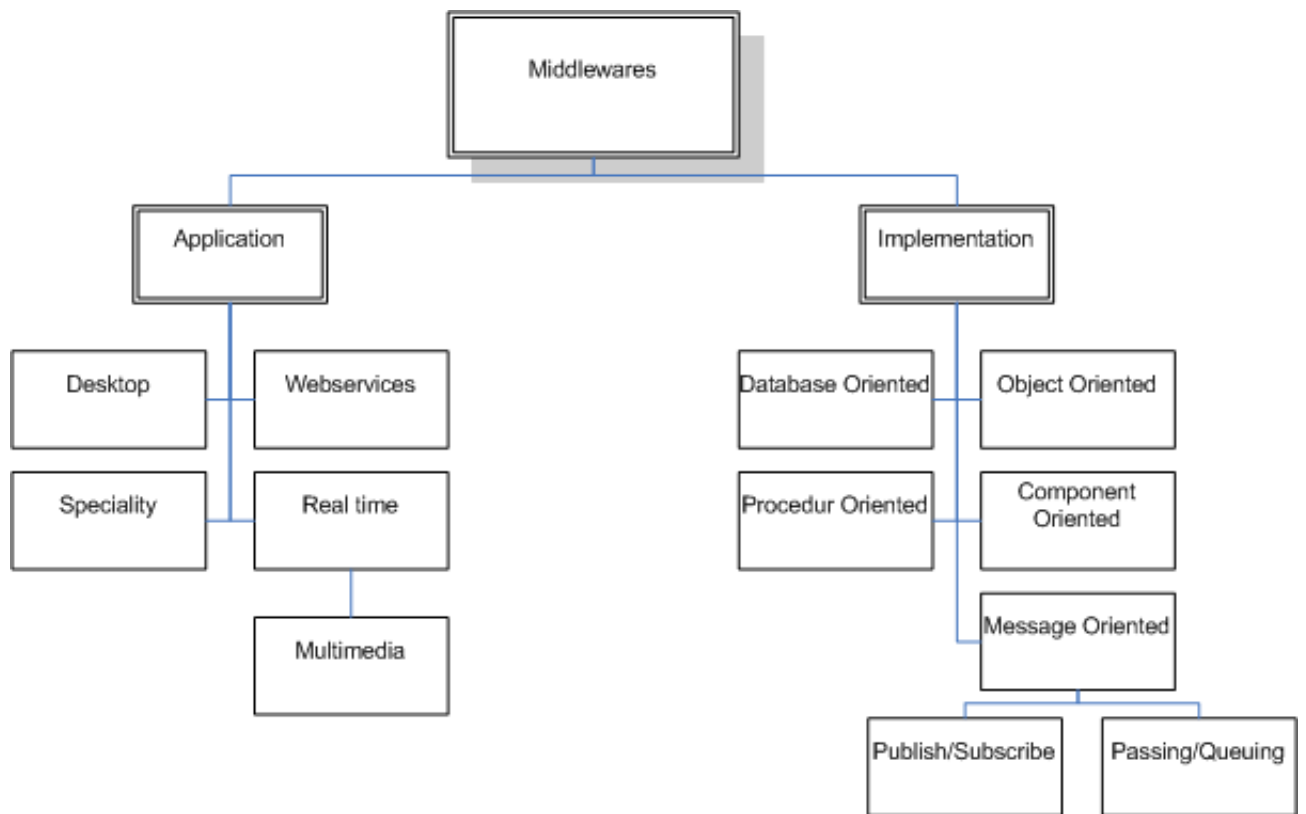 Middlewares
Application
Implementation
Desktop
Webservices
Database Oriented
Object Oriented
Speciality
Real time
Procedur Oriented
Component
Oriented
Multimedia
Message Oriented
Publish/Subscribe
Passing/Queuing